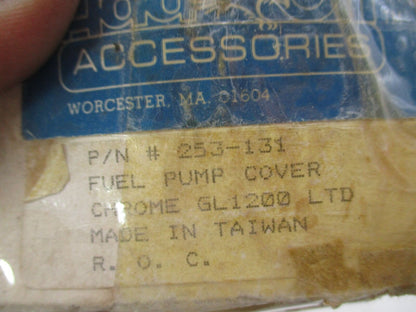 ACCESSORIES
WORCESTER, MA. 01604
P/N # 253-131
FUEL PUMP COVER
CHROME GL1200 LTD
MADE IN TAIWAN
R. O. C.